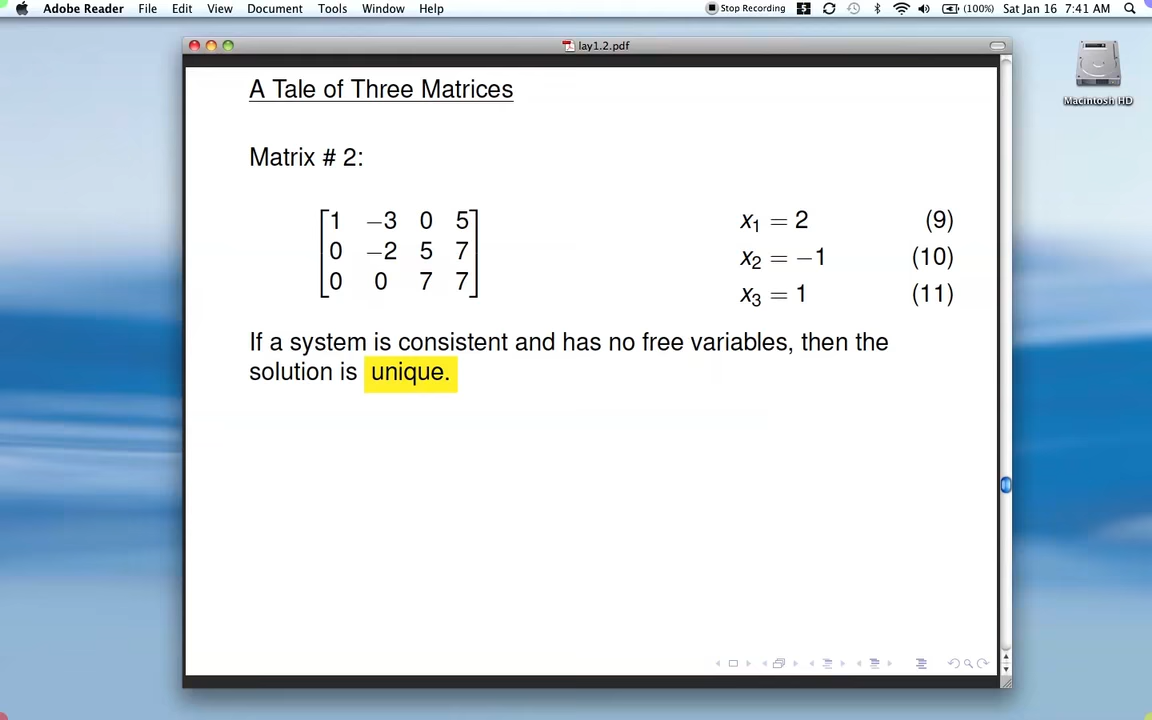 Adobe Reader File Edit View Document Tools Window Help Stop Recording (100%) Sat Jan 16 7:41 AM
lay1.2.pdf
Macintosh HD
A Tale of Three Matrices
Matrix # 2:
1 −3 0 5 x1 = 2 (9)
0 −2 5 7 x2 = −1 (10)
0 0 7 7 x3 = 1 (11)
If a system is consistent and has no free variables, then the
solution is unique.